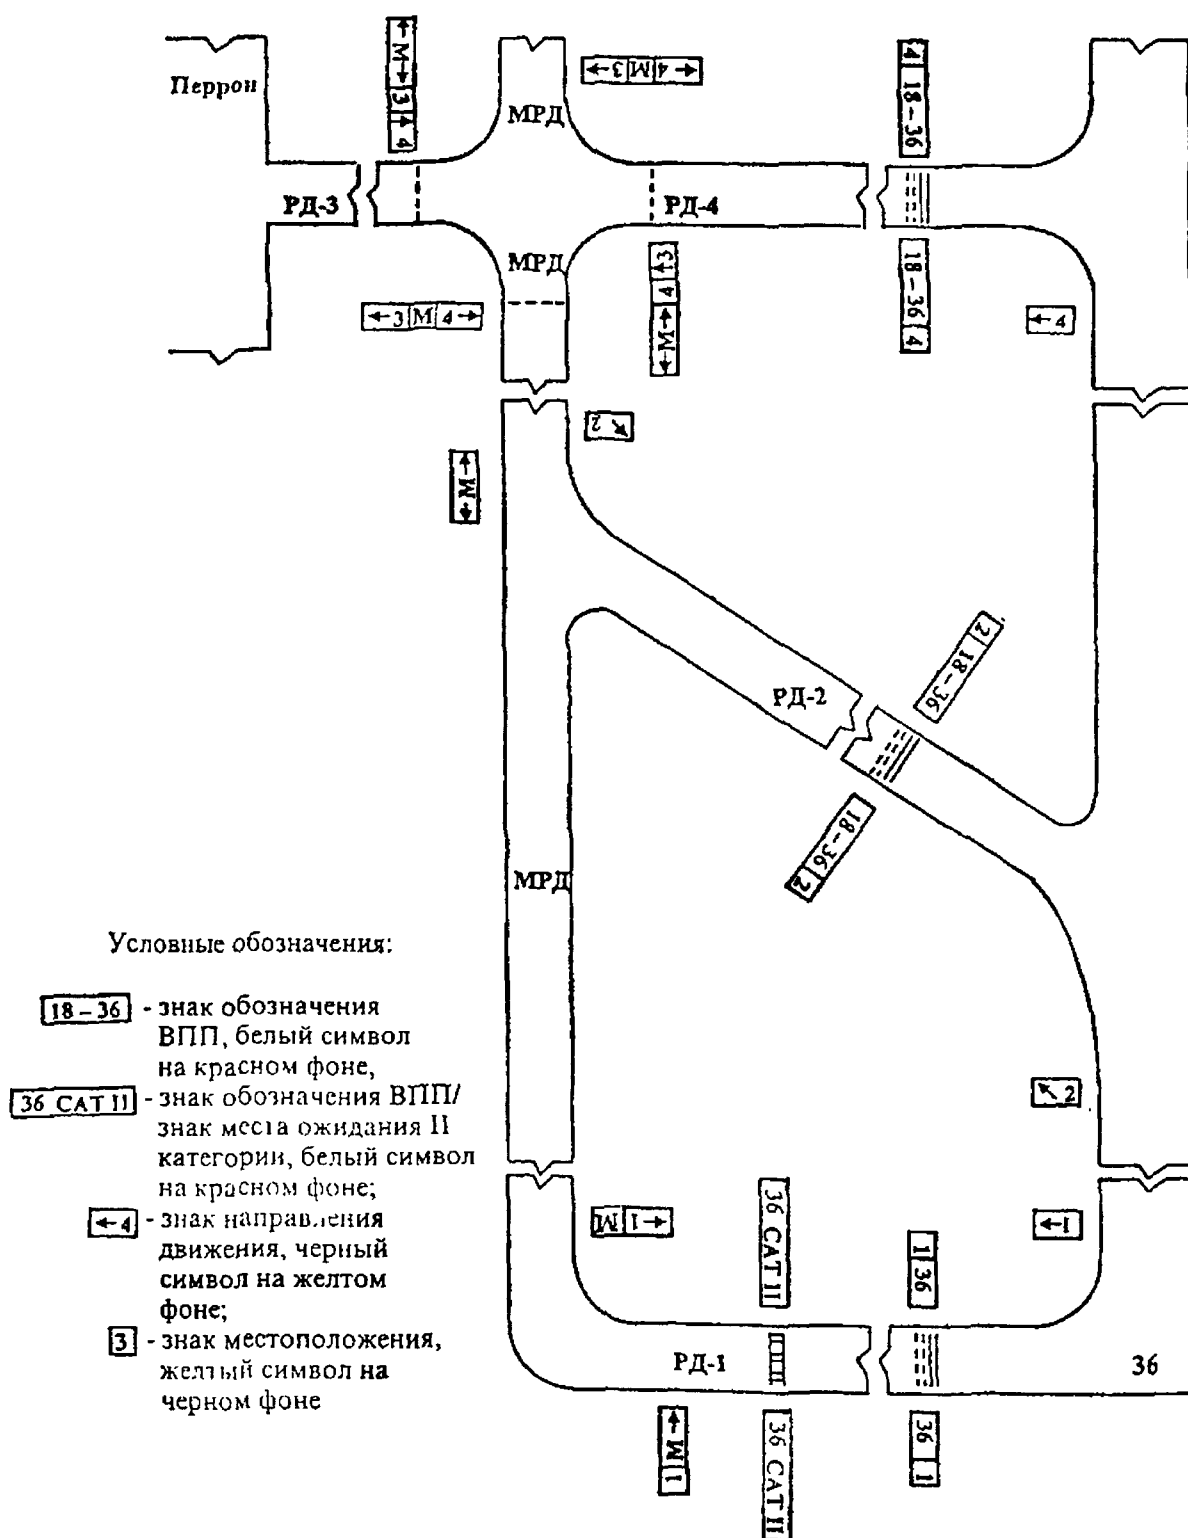 ←M→3↑4
←3|M|4→
4|18–36
Перрон
МРД
РД-3
РД-4
МРД
←3|M|4→
↑3|4|←M→
18–36|4
←4
2↗
←M→
2|18–36
РД-2
18–36|2
МРД
Условные обозначения:
18–36 - знак обозначения
ВПП, белый символ
на красном фоне,
36 CAT II - знак обозначения ВПП/
знак места ожидания II
категории, белый символ
на красном фоне;
←4 - знак направления
движения, черный
символ на желтом
фоне;
3 - знак местоположения,
желтый символ на
черном фоне
↖2
M|1→
36 CAT II
1|36
←1
РД-1
36
1|M→
36 CAT II
36|1